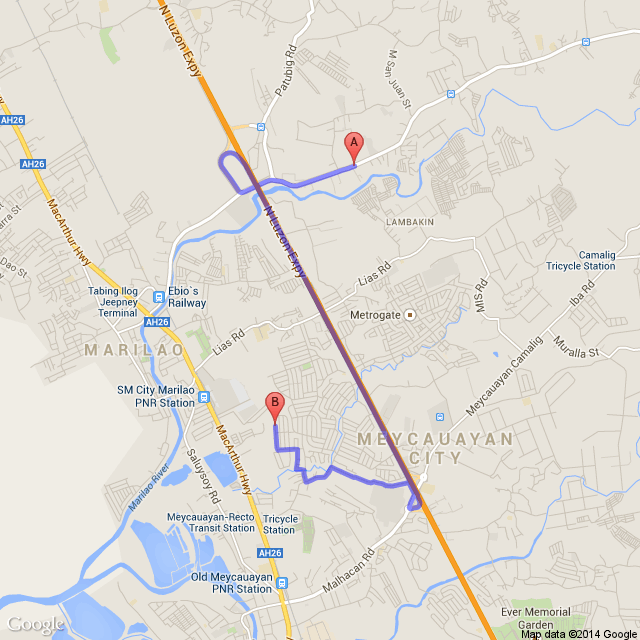 N Luzon Expy
Patubig Rd
M San Juan St
A
AH26
AH26
MacArthur Hwy
arra St
Dao St
LAMBAKIN
N Luzon Expy
Camalig
Tricycle Station
Lias Rd
Iba Rd
NIS Rd
Tabing Ilog
Jeepney
Terminal
Ebio`s
Railway
AH26
Metrogate
Lias Rd
MARILAO
Muralla St
Meycauayan Camalig
SM City Marilao
PNR Station
B
MEYCAUAYAN
CITY
MacArthur Hwy
Saluysoy Rd
Marilao River
Meycauayan-Recto
Transit Station
Tricycle
Station
AH26
Malhacan Rd
Old Meycauayan
PNR Station
Ever Memorial
Garden
Google
Map data ©2014 Google